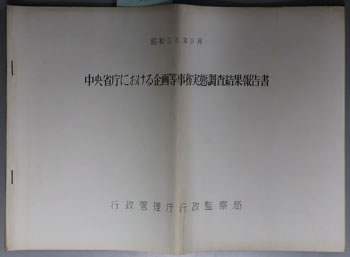 昭和38年5月
中央省庁における企画等事務実態調査結果報告書
行政管理庁行政監察局